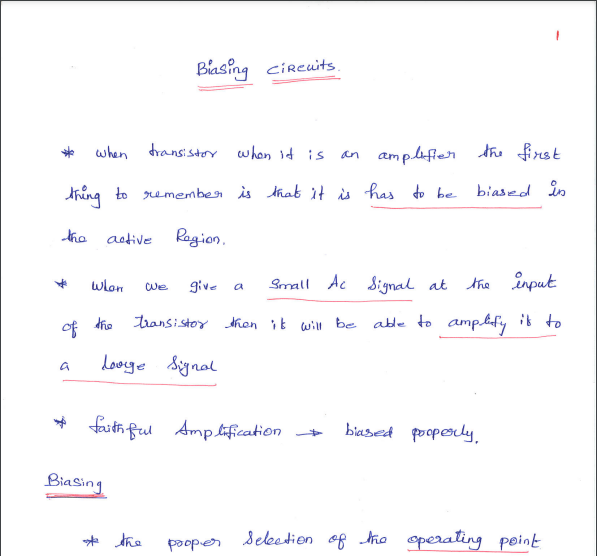 1
Biasing Circuits.
* when transistor when it is an amplifier the first
thing to remember is that it is has to be biased in
the active Region.
* when we give a Small Ac Signal at the input
of the transistor then it will be able to amplify it to
a large Signal
* faithful Amplification → biased properly.
Biasing
* the proper Selection of the operating point